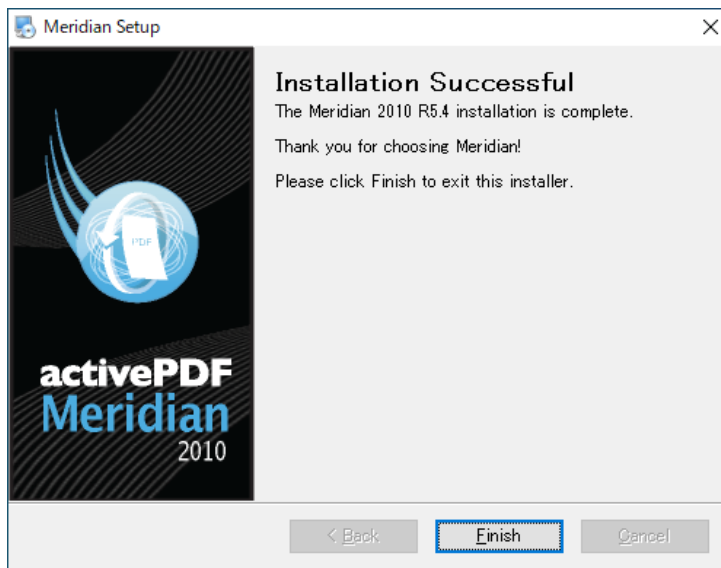 Meridian Setup
Installation Successful
The Meridian 2010 R5.4 installation is complete.
Thank you for choosing Meridian!
Please click Finish to exit this installer.
PDF
activePDF
Meridian
2010
< Back
Finish
Cancel